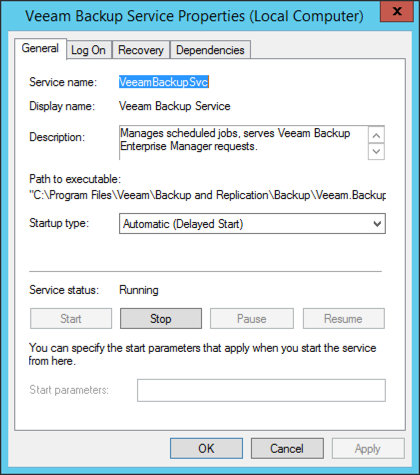 Veeam Backup Service Properties (Local Computer)
x
General Log On Recovery Dependencies
Service name: VeeamBackupSvc
Display name: Veeam Backup Service
Description: Manages scheduled jobs, serves Veeam Backup
Enterprise Manager requests.
Path to executable:
"C:\Program Files\Veeam\Backup and Replication\Backup\Veeam.Backup
Startup type: Automatic (Delayed Start)
Service status: Running
Start Stop Pause Resume
You can specify the start parameters that apply when you start the service
from here.
Start parameters:
OK Cancel Apply